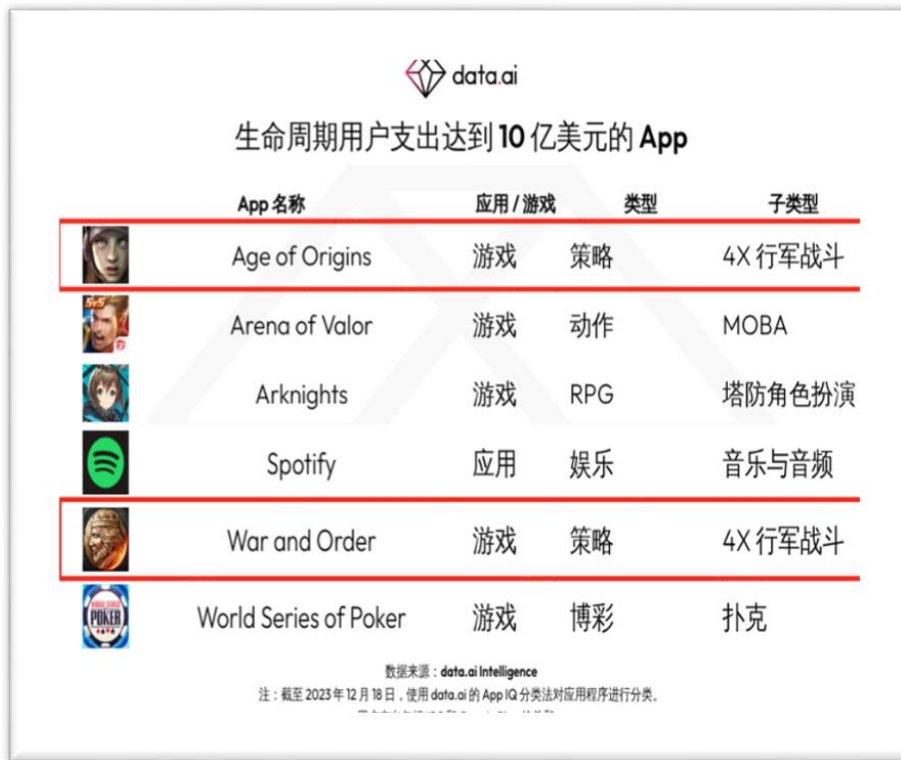 data.ai
生命周期用户支出达到 10 亿美元的 App
App 名称 应用 / 游戏 类型 子类型
Age of Origins 游戏 策略 4X 行军战斗
5v5
Arena of Valor 游戏 动作 MOBA
Arknights 游戏 RPG 塔防角色扮演
Spotify 应用 娱乐 音乐与音频
War and Order 游戏 策略 4X 行军战斗
WORLD SERIES
POKER
World Series of Poker 游戏 博彩 扑克
数据来源：data.ai Intelligence
注：截至 2023 年 12 月 18 日，使用 data.ai 的 App IQ 分类法对应用程序进行分类。